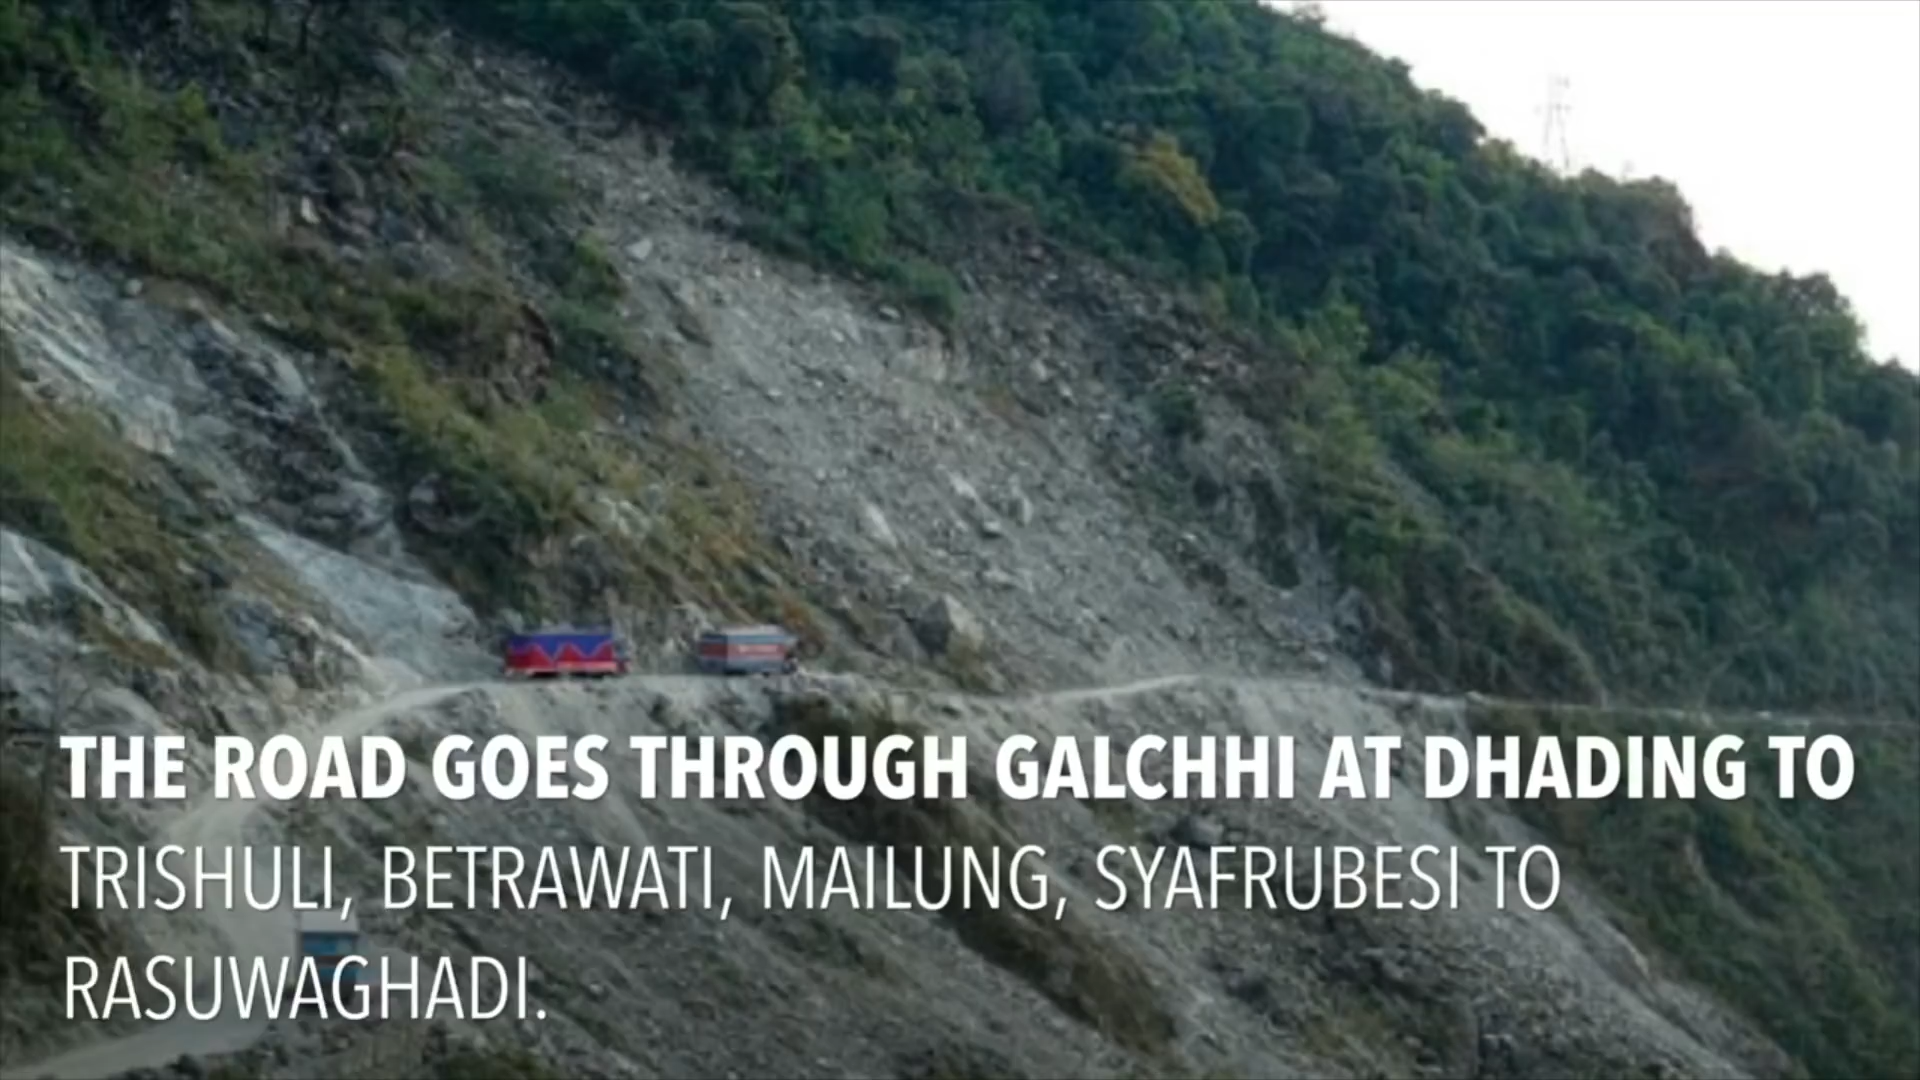 THE ROAD GOES THROUGH GALCHHI AT DHADING TO
TRISHULI, BETRAWATI, MAILUNG, SYAFRUBESI TO
RASUWAGHADI.